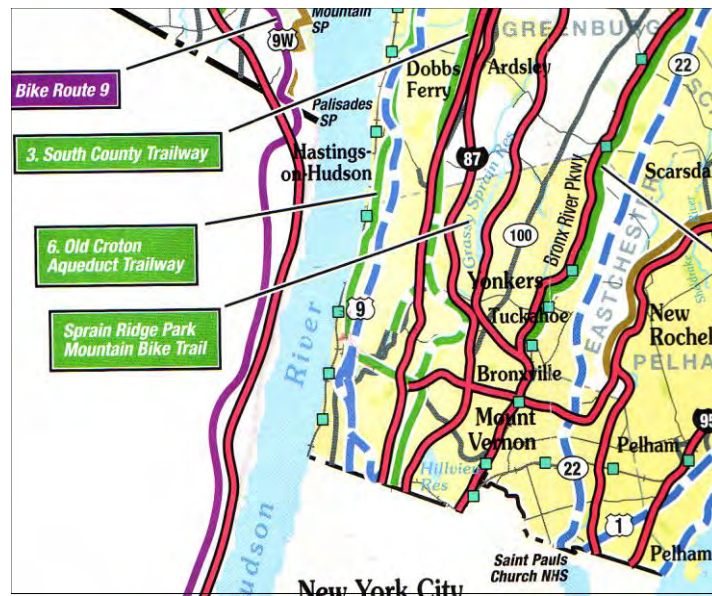 Mountain
SP
9W
GREENBURG
22
Bike Route 9
Dobbs
Ferry
Ardsley
Palisades
SP
3. South County Trailway
Hastings-
on-Hudson
87
Scarsda
Grassy Sprain Res
Bronx River Pkwy
100
6. Old Croton
Aqueduct Trailway
Yonkers
EASTCHESTER
9
Tuckahoe
New
Rochel
Sprain Ridge Park
Mountain Bike Trail
River
PELHA
Bronxville
Mount
Vernon
95
Pelham
Hillview
Res
22
1
Saint Pauls
Church NHS
Pelham
udson
New York City